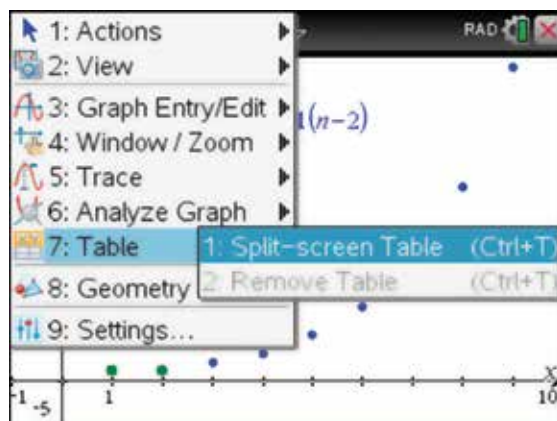 1: Actions
RAD
2: View
3: Graph Entry/Edit
1(n-2)
4: Window / Zoom
5: Trace
6: Analyze Graph
7: Table
1: Split-screen Table (Ctrl+T)
2: Remove Table (Ctrl+T)
8: Geometry
9: Settings...
x
-1 -5 1 10